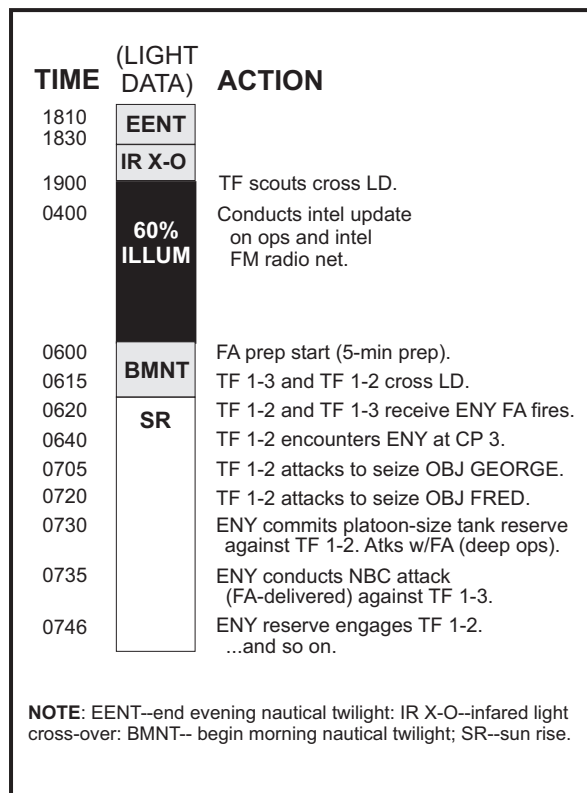 (LIGHT
TIME DATA) ACTION
1810 EENT
1830
IR X-O
1900 TF scouts cross LD.
0400 Conducts intel update
60% on ops and intel
ILLUM FM radio net.
0600 FA prep start (5-min prep).
BMNT
0615 TF 1-3 and TF 1-2 cross LD.
0620 SR TF 1-2 and TF 1-3 receive ENY FA fires.
0640 TF 1-2 encounters ENY at CP 3.
0705 TF 1-2 attacks to seize OBJ GEORGE.
0720 TF 1-2 attacks to seize OBJ FRED.
0730 ENY commits platoon-size tank reserve
against TF 1-2. Atks w/FA (deep ops).
0735 ENY conducts NBC attack
(FA-delivered) against TF 1-3.
0746 ENY reserve engages TF 1-2.
...and so on.
NOTE: EENT--end evening nautical twilight: IR X-O--infared light
cross-over: BMNT-- begin morning nautical twilight; SR--sun rise.